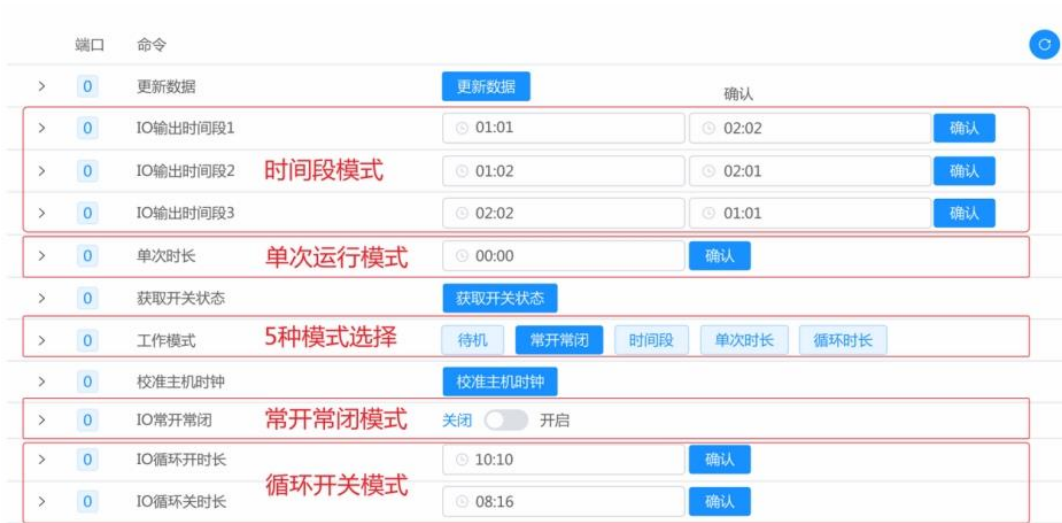 端口 命令
0 更新数据 更新数据 确认
0 IO输出时间段1 01:01 02:02 确认
0 IO输出时间段2 时间段模式 01:02 02:01 确认
0 IO输出时间段3 02:02 01:01 确认
0 单次时长 单次运行模式 00:00 确认
0 获取开关状态 获取开关状态
0 工作模式 5种模式选择 待机 常开常闭 时间段 单次时长 循环时长
0 校准主机时钟 校准主机时钟
0 IO常开常闭 常开常闭模式 关闭 开启
0 IO循环开时长 10:10 确认
循环开关模式
0 IO循环关时长 08:16 确认